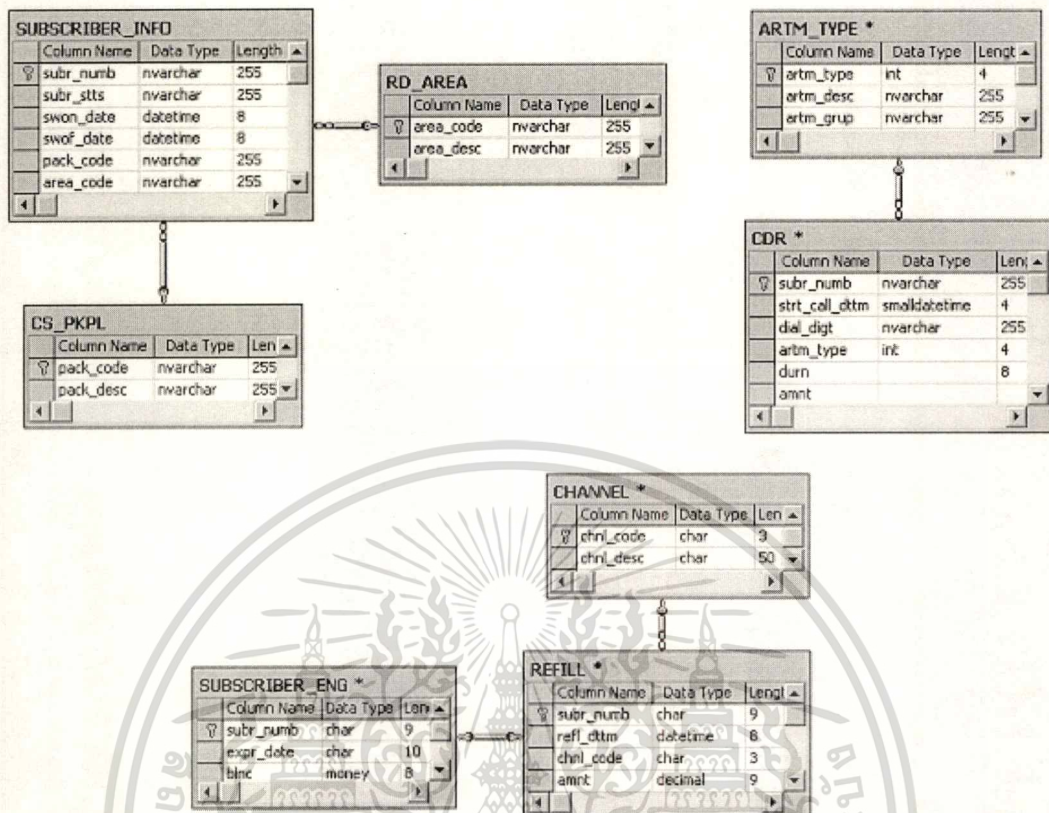 SUBSCRIBER_INFO
Column Name Data Type Length
subr_numb nvarchar 255
subr_stts nvarchar 255
swon_date datetime 8
swof_date datetime 8
pack_code nvarchar 255
area_code nvarchar 255
RD_AREA
Column Name Data Type Lengl
area_code nvarchar 255
area_desc nvarchar 255
ARTM_TYPE *
Column Name Data Type Lengt
artm_type int 4
artm_desc nvarchar 255
artm_grup nvarchar 255
CS_PKPL
Column Name Data Type Len
pack_code nvarchar 255
pack_desc nvarchar 255
CDR *
Column Name Data Type Len
subr_numb nvarchar 255
strt_call_dttm smalldatetime 4
dial_digt nvarchar 255
artm_type int 4
durn 8
amnt
CHANNEL *
Column Name Data Type Len
chnl_code char 3
chnl_desc char 50
SUBSCRIBER_ENG *
Column Name Data Type Len
subr_numb char 9
expr_date char 10
blnc money 8
REFILL *
Column Name Data Type Lengt
subr_numb char 9
refl_dttm datetime 8
chnl_code char 3
amnt decimal 9